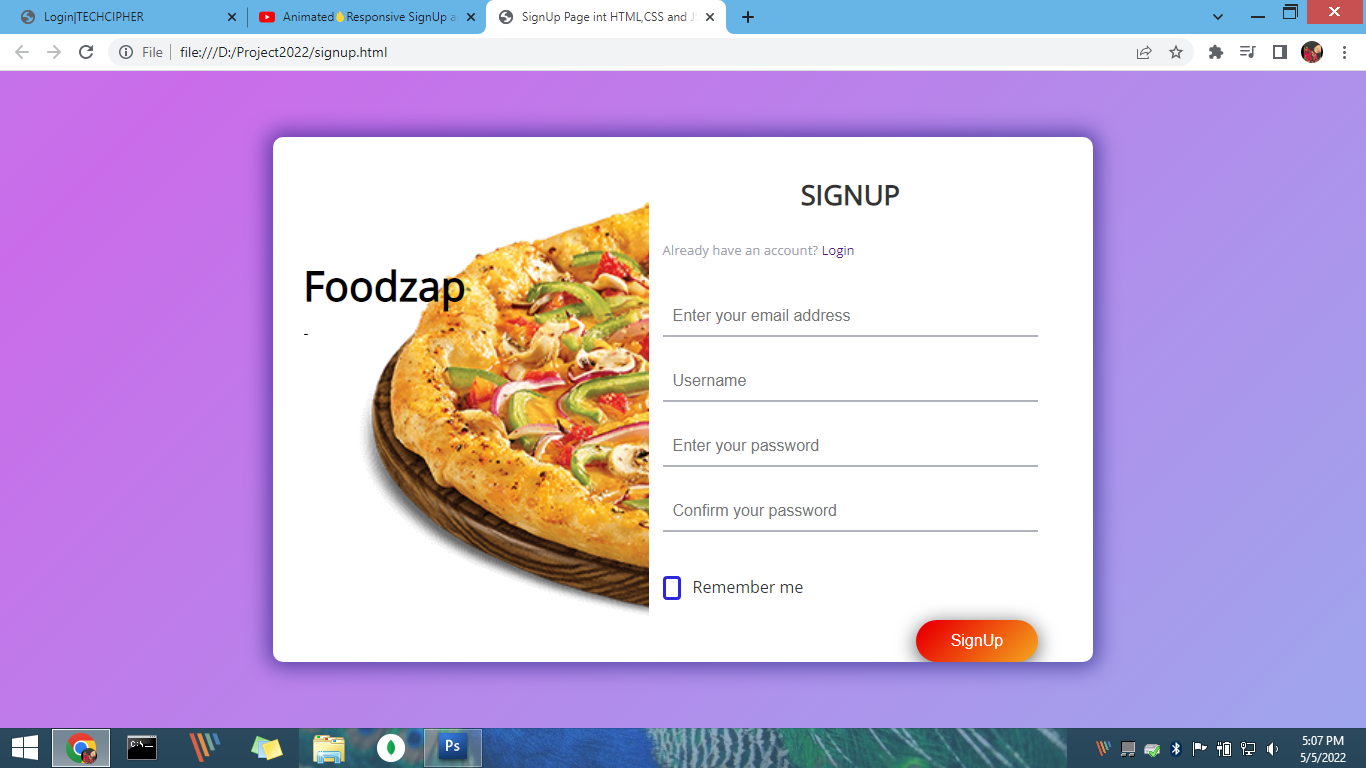 Login|TECHCIPHER
Animated🔥Responsive SignUp a
SignUp Page int HTML,CSS and JS
File
file:///D:/Project2022/signup.html
SIGNUP
Already have an account? Login
Foodzap
-
Enter your email address
Username
Enter your password
Confirm your password
Remember me
SignUp
C:\_
Ps
5:07 PM
5/5/2022